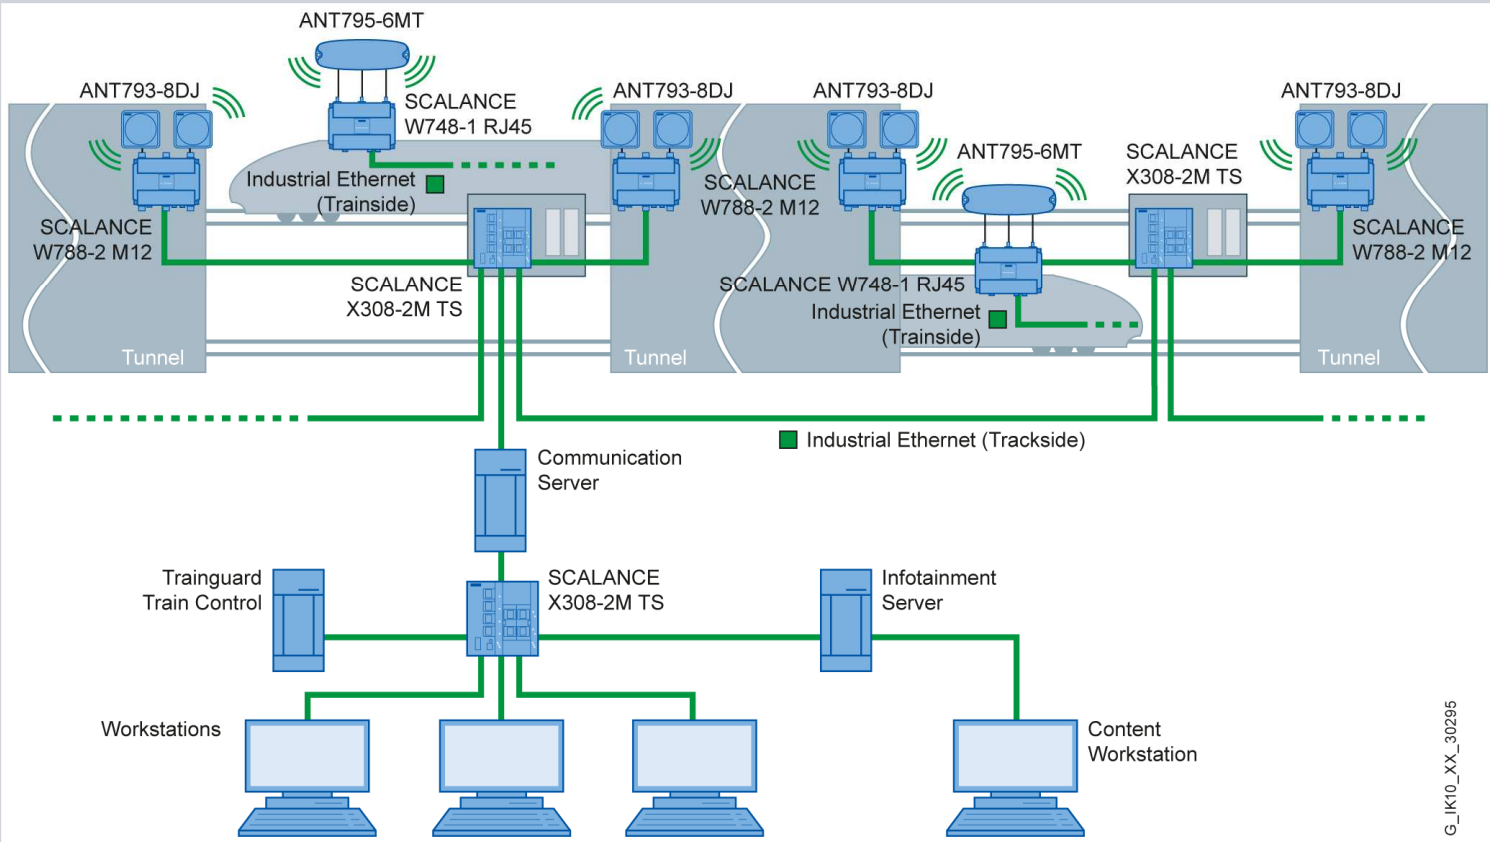 ANT795-6MT
ANT793-8DJ
SCALANCE
W748-1 RJ45
ANT793-8DJ
ANT793-8DJ
ANT793-8DJ
Industrial Ethernet
(Trainside)
SCALANCE
W788-2 M12
ANT795-6MT
SCALANCE
X308-2M TS
SCALANCE
W788-2 M12
SCALANCE
W788-2 M12
SCALANCE
X308-2M TS
SCALANCE W748-1 RJ45
Industrial Ethernet
(Trainside)
Tunnel
Tunnel
Tunnel
Industrial Ethernet (Trackside)
Communication
Server
Trainguard
Train Control
SCALANCE
X308-2M TS
Infotainment
Server
Workstations
Content
Workstation
G_IK10_XX_30295